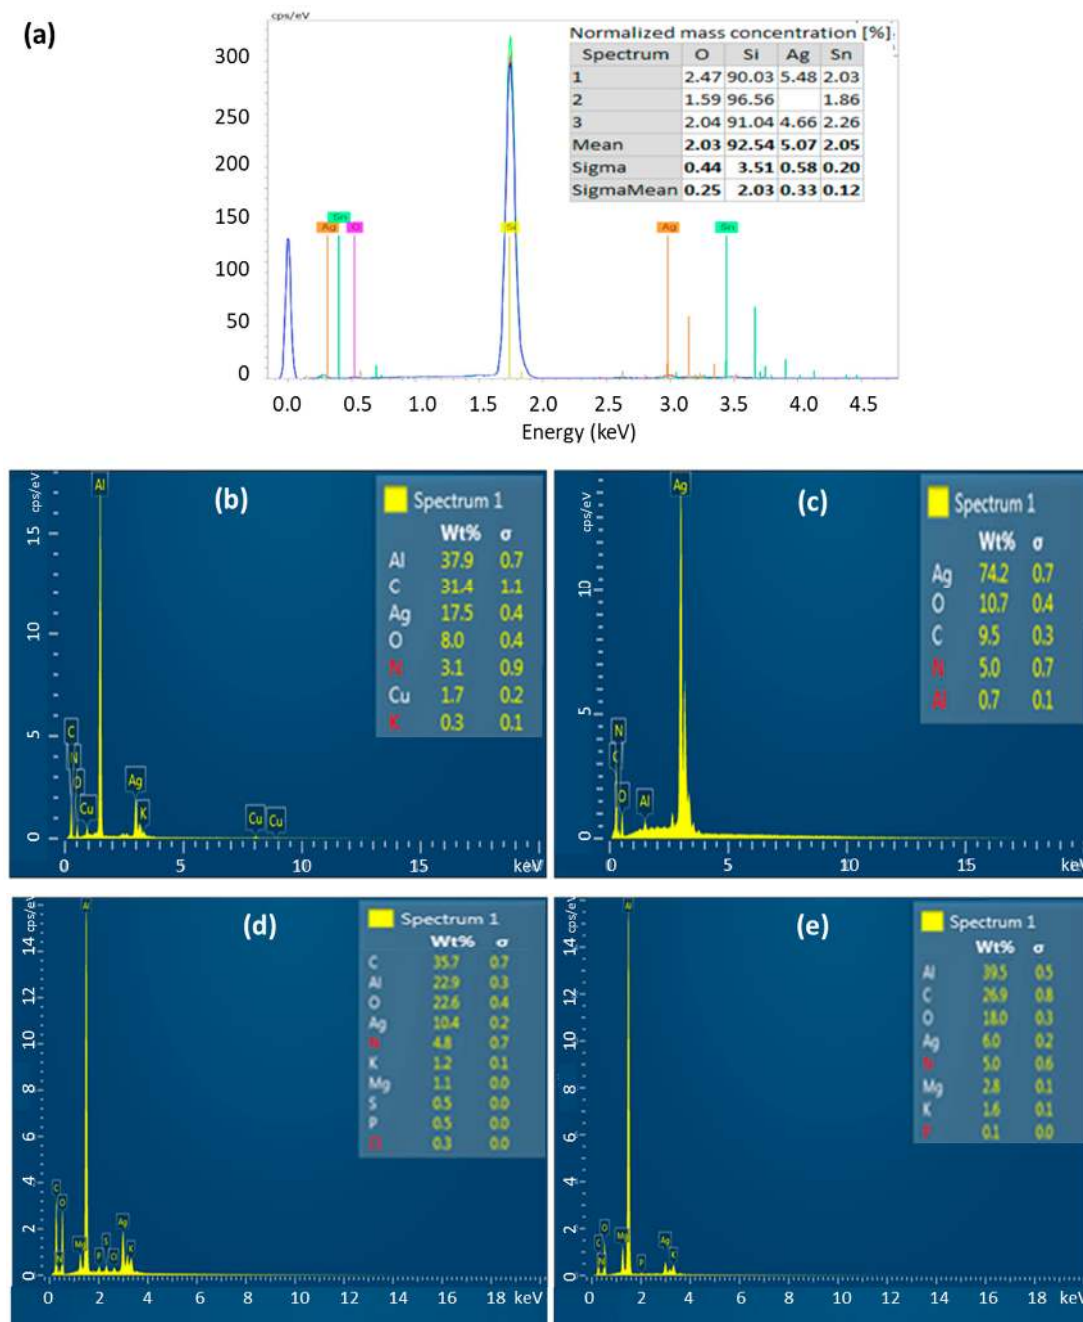 (a)
cps/eV
Normalized mass concentration [%]
Spectrum O Si Ag Sn
1 2.47 90.03 5.48 2.03
2 1.59 96.56 1.86
3 2.04 91.04 4.66 2.26
Mean 2.03 92.54 5.07 2.05
Sigma 0.44 3.51 0.58 0.20
SigmaMean 0.25 2.03 0.33 0.12
300
250
200
150
100
50
0
Sn
Ag O Si Ag Sn
0.0 0.5 1.0 1.5 2.0 2.5 3.0 3.5 4.0 4.5
Energy (keV)
(b)
cps/eV
Al
Spectrum 1
Wt% σ
Al 37.9 0.7
C 31.4 1.1
Ag 17.5 0.4
O 8.0 0.4
N 3.1 0.9
Cu 1.7 0.2
K 0.3 0.1
15
10
5
0
C
N
O
Cu
Ag
K
Cu
Cu
0 5 10 15 keV
(c)
cps/eV
Ag
Spectrum 1
Wt% σ
Ag 74.2 0.7
O 10.7 0.4
C 9.5 0.3
N 5.0 0.7
Al 0.7 0.1
10
5
0
N
C
O
Al
0 5 10 15 keV
(d)
cps/eV
Al
Spectrum 1
Wt% σ
C 35.7 0.7
Al 22.9 0.3
O 22.6 0.4
Ag 10.4 0.2
N 4.8 0.7
K 1.2 0.1
Mg 1.1 0.0
S 0.5 0.0
P 0.5 0.0
0.3 0.0
14
12
10
8
6
4
2
0
C
O
N
Mg
P
S
Ag
K
0 2 4 6 8 10 12 14 16 18 keV
(e)
cps/eV
Al
Spectrum 1
Wt% σ
Al 39.5 0.5
C 26.9 0.8
O 18.0 0.3
Ag 6.0 0.2
N 5.0 0.6
Mg 2.8 0.1
K 1.6 0.1
P 0.1 0.0
14
12
10
8
6
4
2
0
O
C
N
Mg
P
Ag
K
0 2 4 6 8 10 12 14 16 18 keV